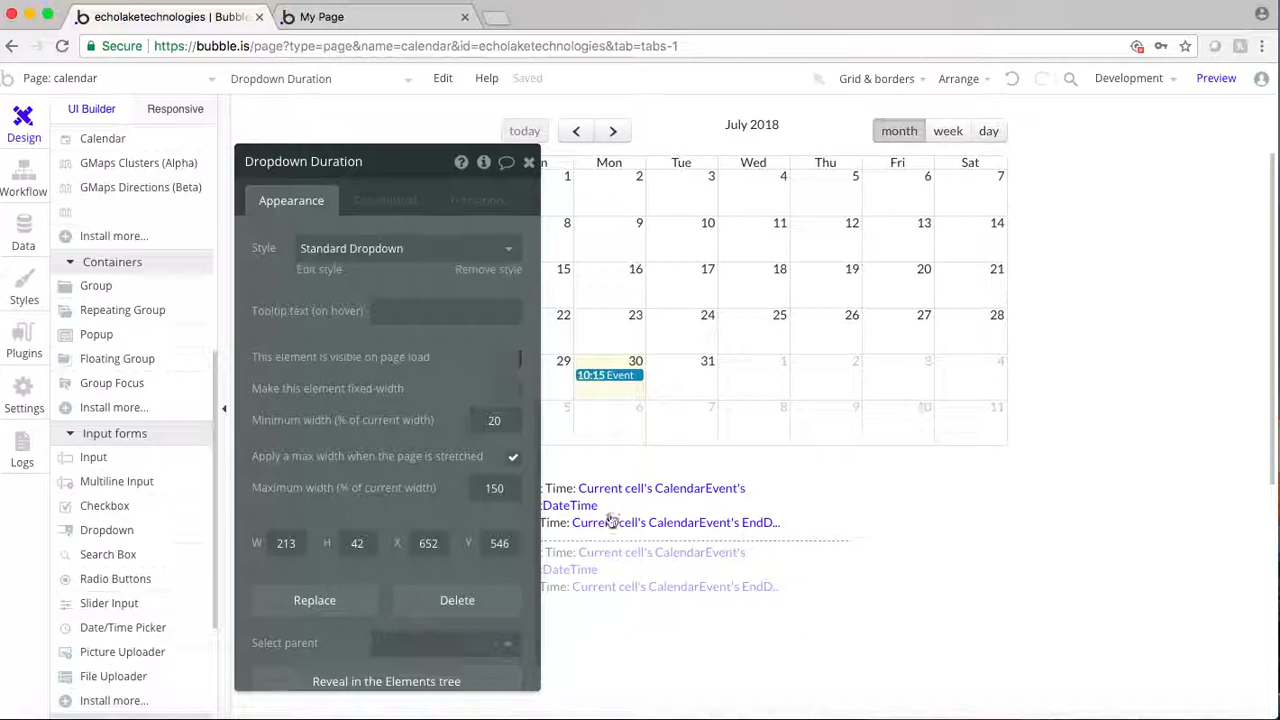 echolaketechnologies | Bubble
My Page
Secure
https://bubble.is/page?type=page&name=calendar&id=echolaketechnologies&tab=tabs-1
Page: calendar
Dropdown Duration
Edit
Help
Saved
Grid & borders
Arrange
Development
Preview
UI Builder
Responsive
Design
Workflow
Data
Styles
Plugins
Settings
Logs
Calendar
GMaps Clusters (Alpha)
GMaps Directions (Beta)
Install more...
Containers
Group
Repeating Group
Popup
Floating Group
Group Focus
Install more...
Input forms
Input
Multiline Input
Checkbox
Dropdown
Search Box
Radio Buttons
Slider Input
Date/Time Picker
Picture Uploader
File Uploader
Install more...
Dropdown Duration
Appearance
Style
Standard Dropdown
Edit style
Remove style
Tooltip text (on hover)
This element is visible on page load
Make this element fixed-width
Minimum width (% of current width)
20
Apply a max width when the page is stretched
Maximum width (% of current width)
150
W 213 H 42 X 652 Y 546
Replace
Delete
Select parent
Reveal in the Elements tree
today
July 2018
month week day
n Mon Tue Wed Thu Fri Sat
1 2 3 4 5 6 7
8 9 10 11 12 13 14
15 16 17 18 19 20 21
22 23 24 25 26 27 28
29 30 31 1 2 3 4
10:15 Event
5 6 7 8 9 10 11
Time: Current cell's CalendarEvent's
:DateTime
Time: Current cell's CalendarEvent's EndD...
Time: Current cell's CalendarEvent's
:DateTime
Time: Current cell's CalendarEvent's EndD...